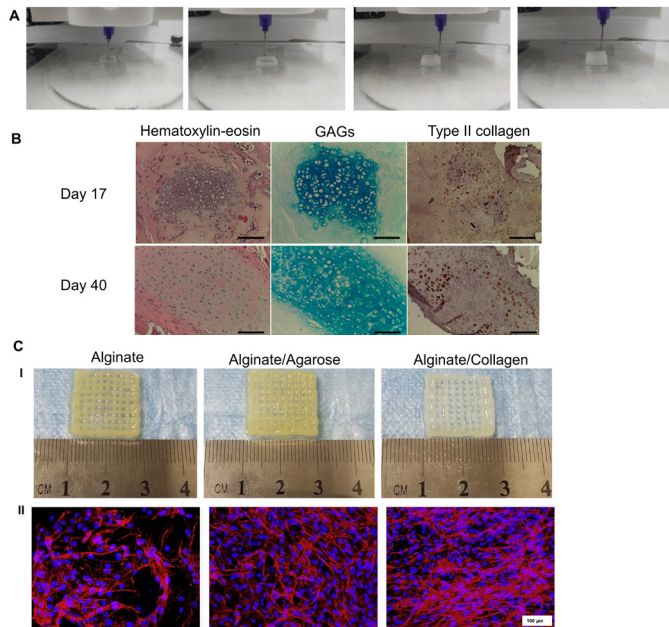 A
B
Hematoxylin-eosin
GAGs
Type II collagen
Day 17
Day 40
C
Alginate
Alginate/Agarose
Alginate/Collagen
I
CM 1 2 3 4
CM 1 2 3 4
CM 1 2 3 4
II
100 µm